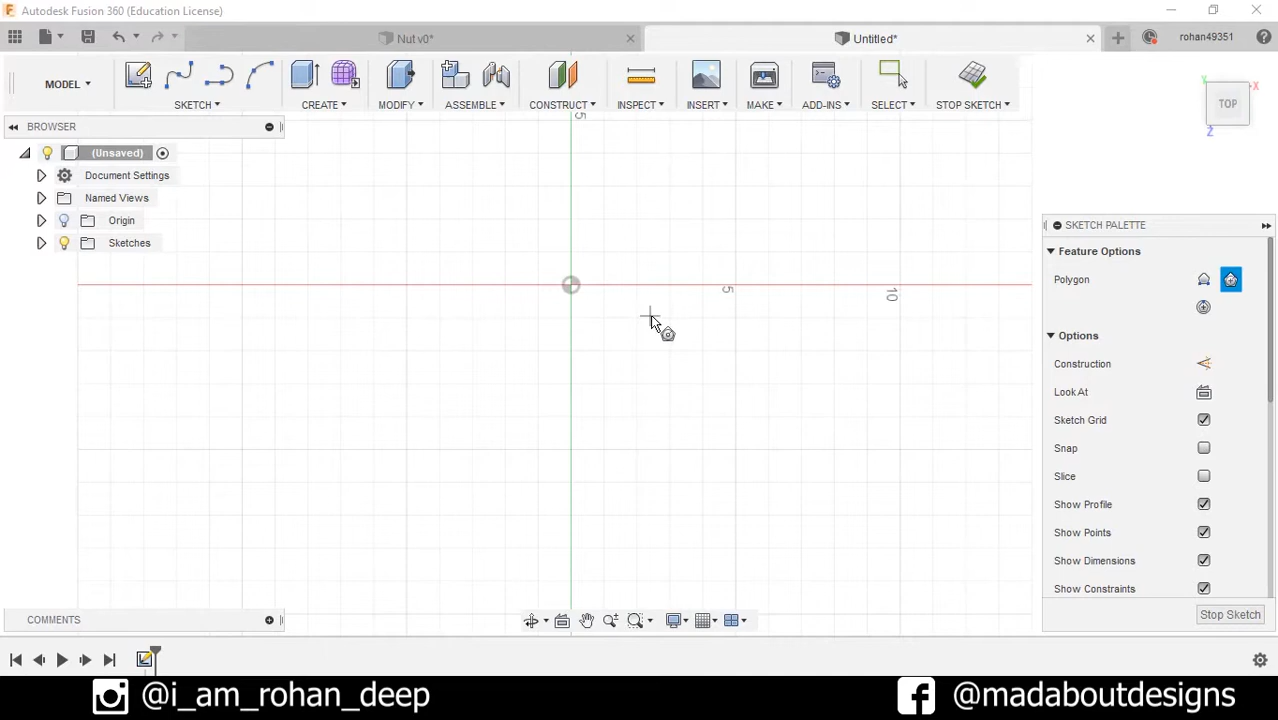 Autodesk Fusion 360 (Education License)
Nut v0*
Untitled*
rohan49351
MODEL
SKETCH
CREATE
MODIFY
ASSEMBLE
CONSTRUCT
INSPECT
INSERT
MAKE
ADD-INS
SELECT
STOP SKETCH
BROWSER
(Unsaved)
Document Settings
Named Views
Origin
Sketches
5
5
10
Y
X
TOP
Z
SKETCH PALETTE
Feature Options
Polygon
Options
Construction
Look At
Sketch Grid
Snap
Slice
Show Profile
Show Points
Show Dimensions
Show Constraints
Stop Sketch
COMMENTS
@i_am_rohan_deep
@madaboutdesigns